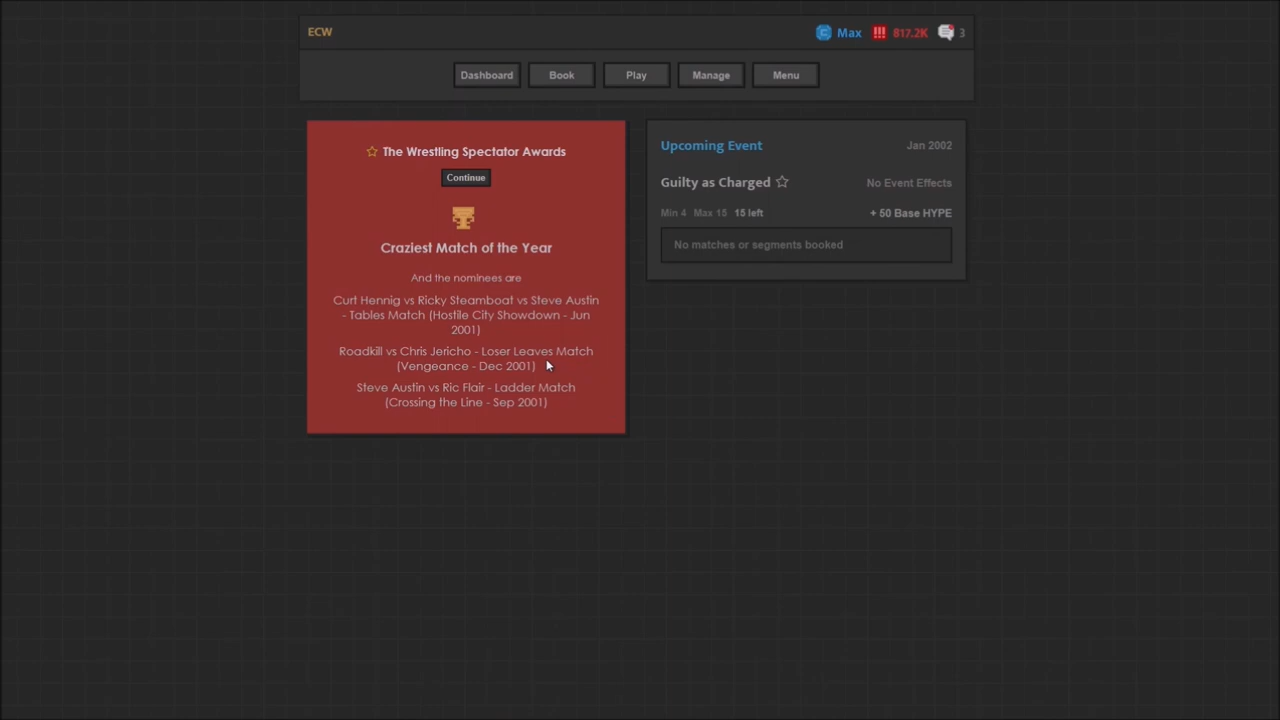 ECW
Max 817.2K 3
Dashboard Book Play Manage Menu
The Wrestling Spectator Awards
Continue
Craziest Match of the Year
And the nominees are
Curt Hennig vs Ricky Steamboat vs Steve Austin
- Tables Match (Hostile City Showdown - Jun
2001)
Roadkill vs Chris Jericho - Loser Leaves Match
(Vengeance - Dec 2001)
Steve Austin vs Ric Flair - Ladder Match
(Crossing the Line - Sep 2001)
Upcoming Event Jan 2002
Guilty as Charged No Event Effects
Min 4 Max 15 15 left + 50 Base HYPE
No matches or segments booked